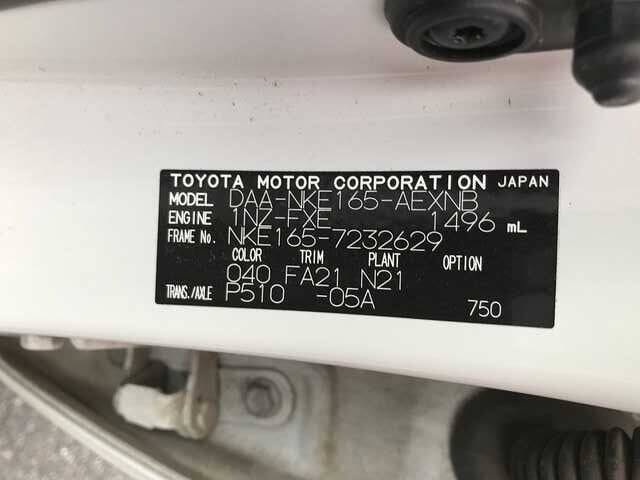 TOYOTA MOTOR CORPORATION JAPAN
MODEL DAA-NKE165-AEXNB
ENGINE 1NZ-FXE 1496 mL
FRAME No. NKE165-7232629
COLOR TRIM PLANT OPTION
040 FA21 N21
TRANS./AXLE P510 -05A 750